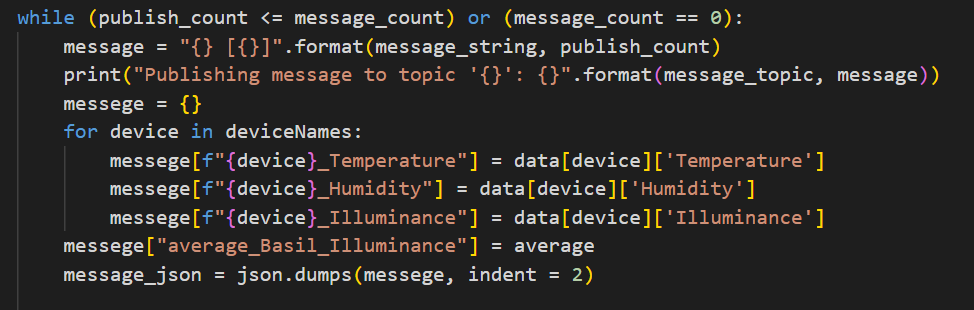 while (publish_count <= message_count) or (message_count == 0):
    message = "{} [{}]".format(message_string, publish_count)
    print("Publishing message to topic '{}': {}".format(message_topic, message))
    messege = {}
    for device in deviceNames:
        messege[f"{device}_Temperature"] = data[device]['Temperature']
        messege[f"{device}_Humidity"] = data[device]['Humidity']
        messege[f"{device}_Illuminance"] = data[device]['Illuminance']
    messege["average_Basil_Illuminance"] = average
    message_json = json.dumps(messege, indent = 2)